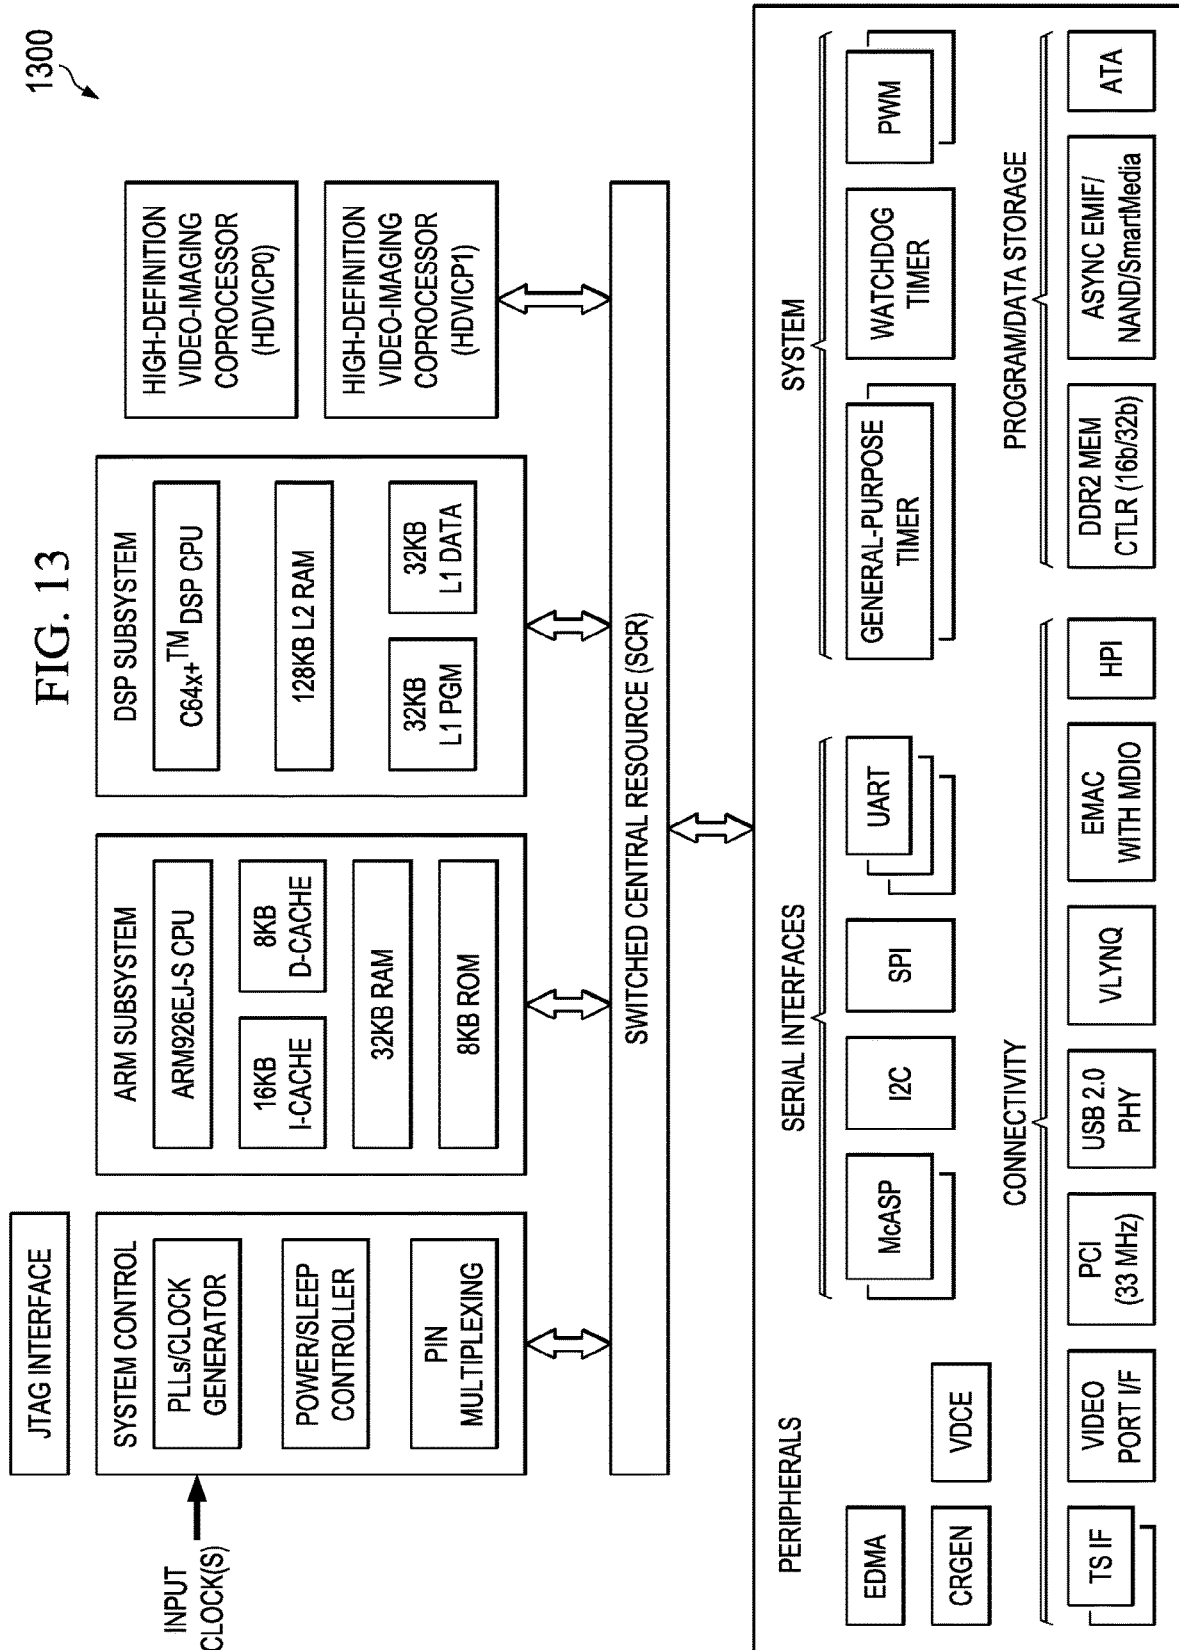 FIG. 13
1300
JTAG INTERFACE
INPUT
CLOCK(S)
SYSTEM CONTROL
PLLs/CLOCK
GENERATOR
POWER/SLEEP
CONTROLLER
PIN
MULTIPLEXING
ARM SUBSYSTEM
ARM926EJ-S CPU
16KB
I-CACHE
8KB
D-CACHE
32KB RAM
8KB ROM
DSP SUBSYSTEM
C64x+TM DSP CPU
128KB L2 RAM
32KB
L1 PGM
32KB
L1 DATA
HIGH-DEFINITION
VIDEO-IMAGING
COPROCESSOR
(HDVICP0)
HIGH-DEFINITION
VIDEO-IMAGING
COPROCESSOR
(HDVICP1)
SWITCHED CENTRAL RESOURCE (SCR)
PERIPHERALS
EDMA
CRGEN
VDCE
SERIAL INTERFACES
McASP
I2C
SPI
UART
SYSTEM
GENERAL-PURPOSE
TIMER
WATCHDOG
TIMER
PWM
CONNECTIVITY
TS IF
VIDEO
PORT I/F
PCI
(33 MHz)
USB 2.0
PHY
VLYNQ
EMAC
WITH MDIO
HPI
PROGRAM/DATA STORAGE
DDR2 MEM
CTLR (16b/32b)
ASYNC EMIF/
NAND/SmartMedia
ATA